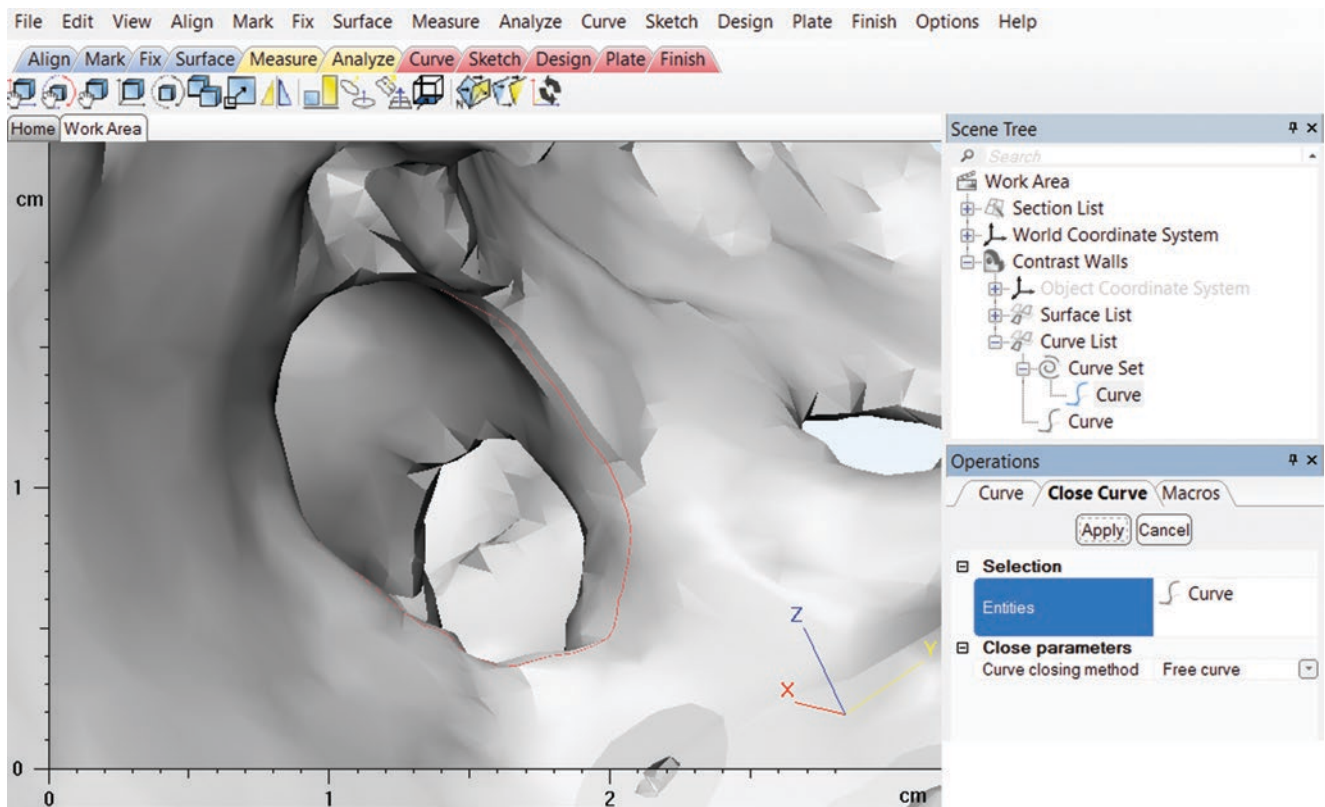 File Edit View Align Mark Fix Surface Measure Analyze Curve Sketch Design Plate Finish Options Help
Align Mark Fix Surface Measure Analyze Curve Sketch Design Plate Finish
N
Home Work Area
cm
1
0
0 1 2 cm
Z
Y
X
Scene Tree
Search
Work Area
Section List
World Coordinate System
Contrast Walls
Object Coordinate System
Surface List
Curve List
Curve Set
Curve
Curve
Operations
Curve Close Curve Macros
Apply Cancel
Selection
Entities Curve
Close parameters
Curve closing method Free curve